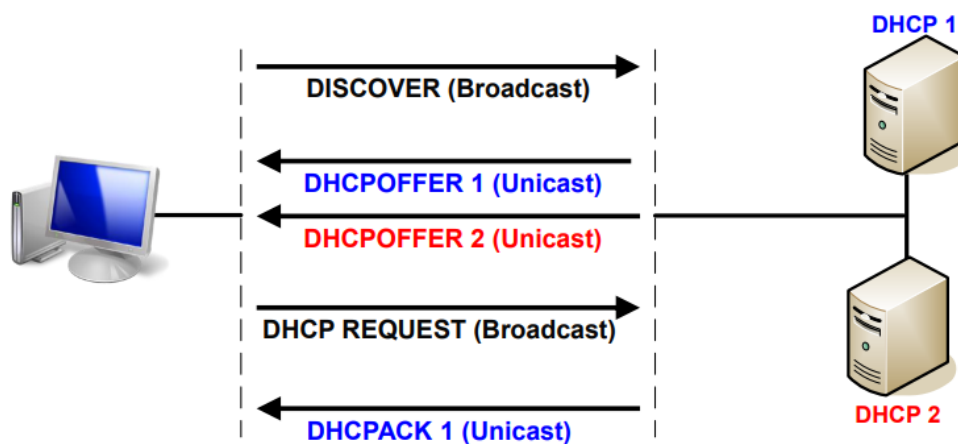 DHCP 1
DISCOVER (Broadcast)
DHCPOFFER 1 (Unicast)
DHCPOFFER 2 (Unicast)
DHCP REQUEST (Broadcast)
DHCPACK 1 (Unicast)
DHCP 2